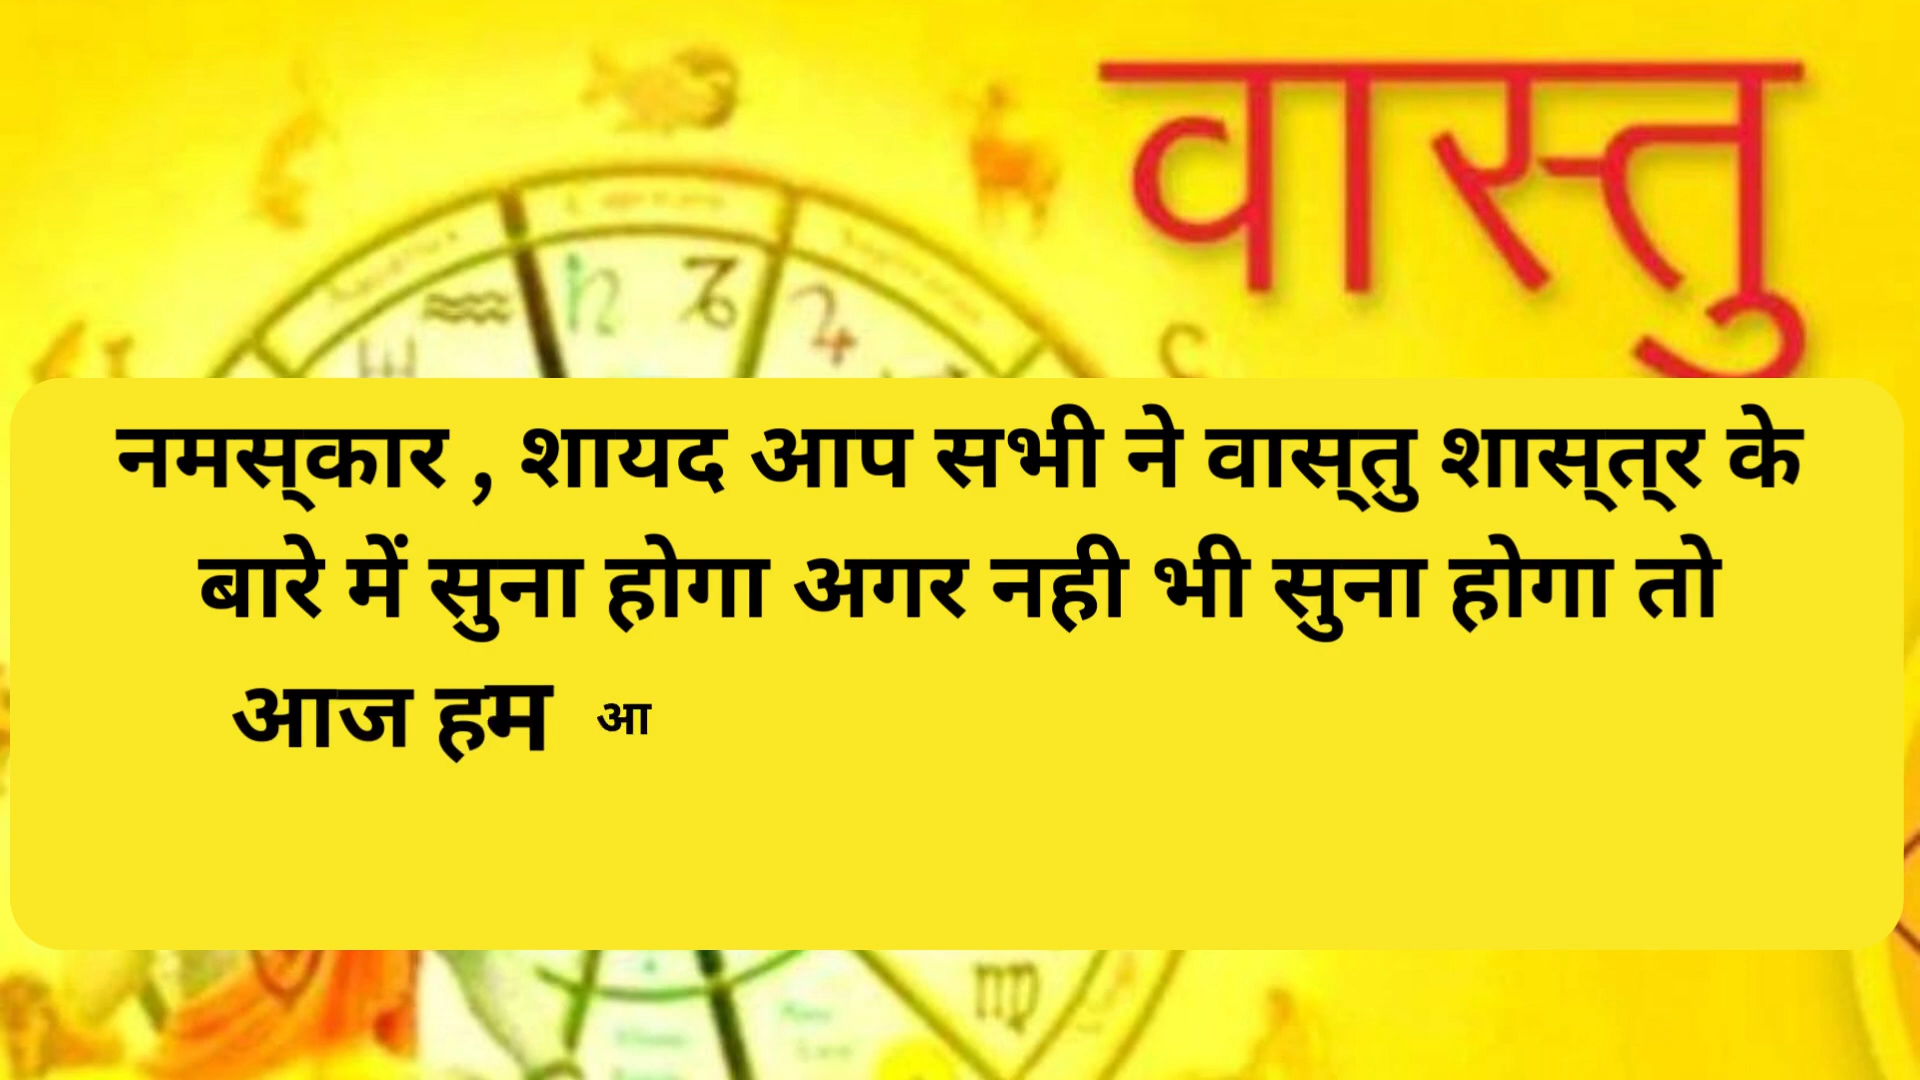 वास्तु
नमस्कार , शायद आप सभी ने वास्तु शास्त्र के
बारे में सुना होगा अगर नही भी सुना होगा तो
आज हम आ